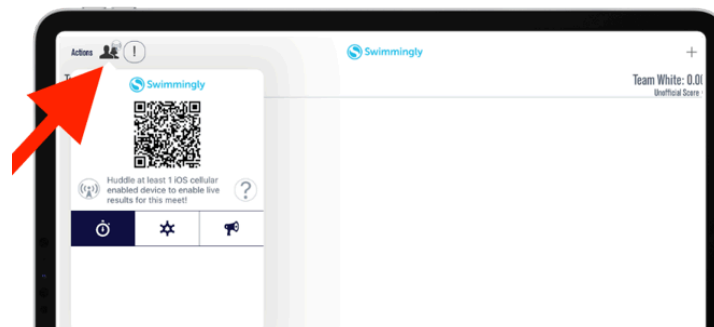 Actions
!
Swimmingly
+
Team White: 0.0
Unofficial Score
Swimmingly
Huddle at least 1 iOS cellular
enabled device to enable live
results for this meet!
?